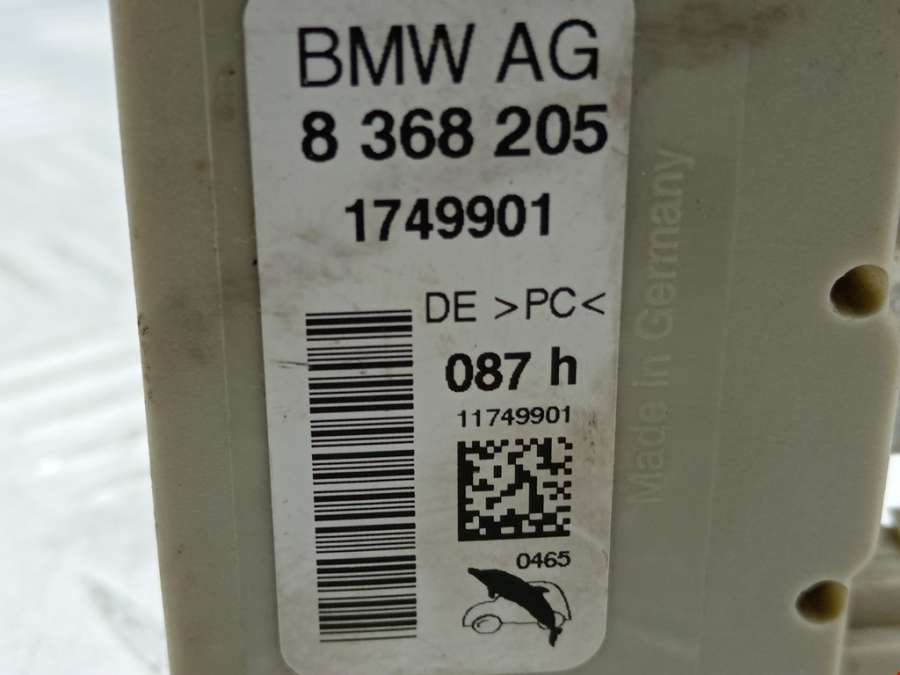 BMW AG
8 368 205
1749901
DE >PC<
087 h
11749901
0465
Made in Germany